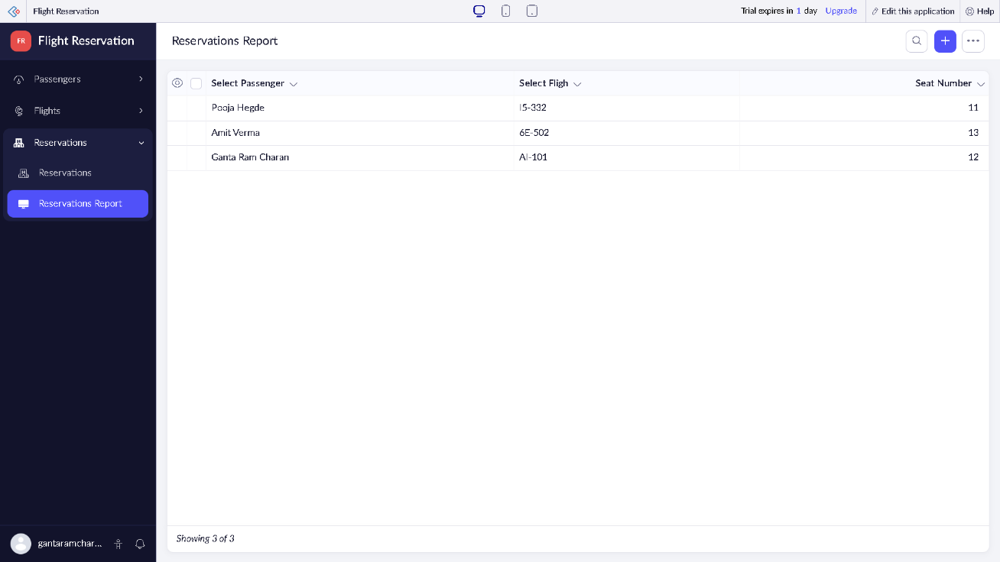 Flight Reservation
Trial expires in 1 day Upgrade Edit this application Help
FR Flight Reservation
Reservations Report
Passengers
Flights
Reservations
Reservations
Reservations Report
Select Passenger Select Fligh Seat Number
Pooja Hegde I5-332 11
Amit Verma 6E-502 13
Ganta Ram Charan AI-101 12
Showing 3 of 3
gantaramchar...